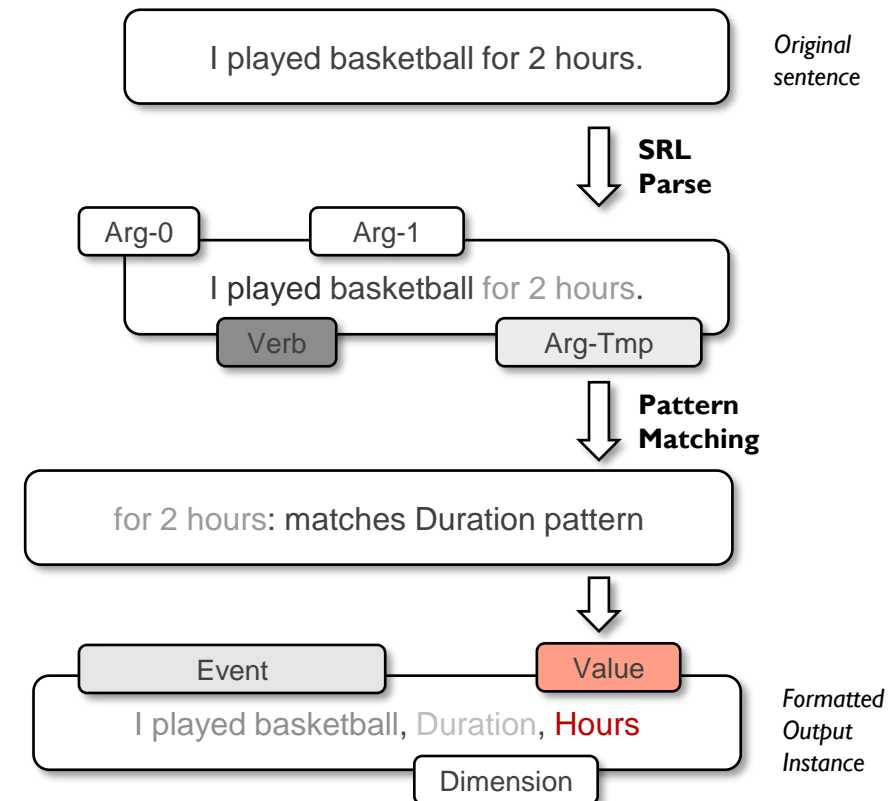 I played basketball for 2 hours.
Original
sentence
SRL
Parse
Arg-0
Arg-1
I played basketball for 2 hours.
Verb
Arg-Tmp
Pattern
Matching
for 2 hours: matches Duration pattern
Event
Value
I played basketball, Duration, Hours
Dimension
Formatted
Output
Instance